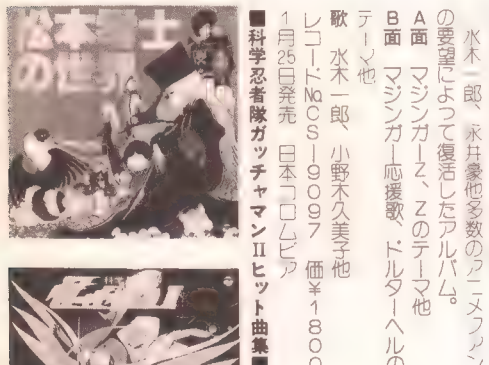 水木一郎、永井豪他多数のアニメファン
の要望によって復活したアルバム。
A面 マジンガーZ、Zのテーマ他
B面 マジンガー応援歌、ドルターヘルの
テーマ他
歌 水木一郎、小野木久美子他
レコードNo.CS－9097 価¥180
1月25日発売 日本コロムビア
■科学忍者隊ガッチャマンIIヒット曲集■